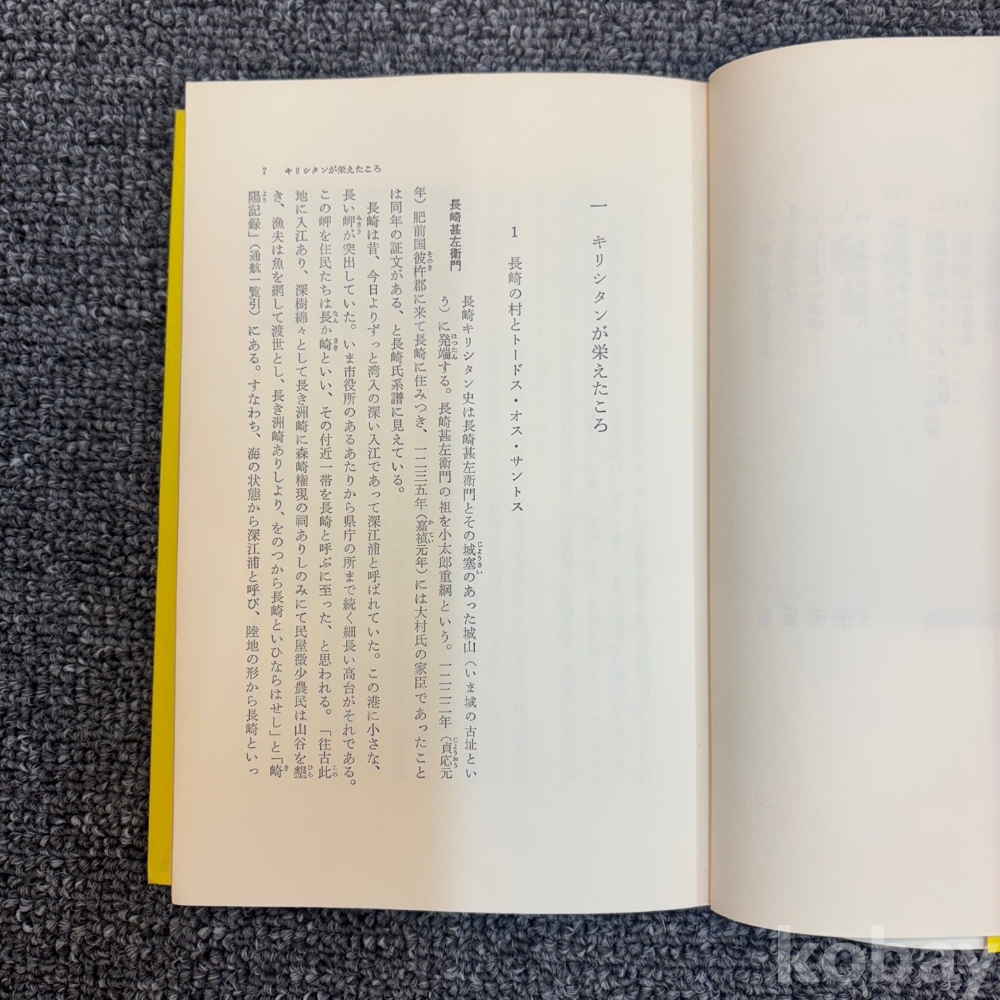 7 キリシタンが栄えたころ
一 キリシタンが栄えたころ
1 長崎の村とトードス・オス・サントス
長崎甚左衛門
長崎キリシタン史は長崎甚左衛門とその城塞のあった城山（いま城の古址とい
う）に発端する。長崎甚左衛門の祖を小太郎重綱という。一二二二年（貞応元
年）肥前国彼杵郡に来て長崎に住みつき、一二三五年（嘉禎元年）には大村氏の家臣であったこと
は同年の証文がある、と長崎氏系譜に見えている。
長崎は昔、今日よりずっと湾入の深い入江であって深江浦と呼ばれていた。この港に小さな、
長い岬が突出していた。いま市役所のあるあたりから県庁の所まで続く細長い高台がそれである。
この岬を住民たちは長か崎といい、その付近一帯を長崎と呼ぶに至った、と思われる。「往古此
地に入江あり、深樹綿々として長き洲崎に森崎権現の祠ありしのみにて民屋微少農民は山谷を墾
き、漁夫は魚を網して渡世とし、長き洲崎ありしより、をのつから長崎といひならはせし」と「崎
陽記録」（通航一覧引）にある。すなわち、海の状態から深江浦と呼び、陸地の形から長崎といっ
kobay